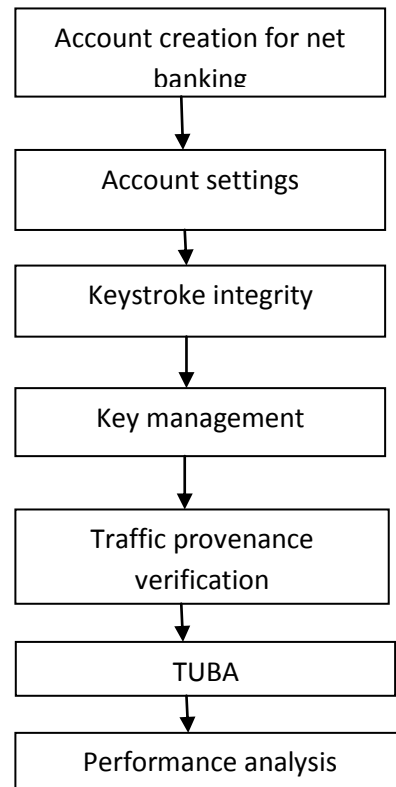 Account creation for net
banking
Account settings
Keystroke integrity
Key management
Traffic provenance
verification
TUBA
Performance analysis